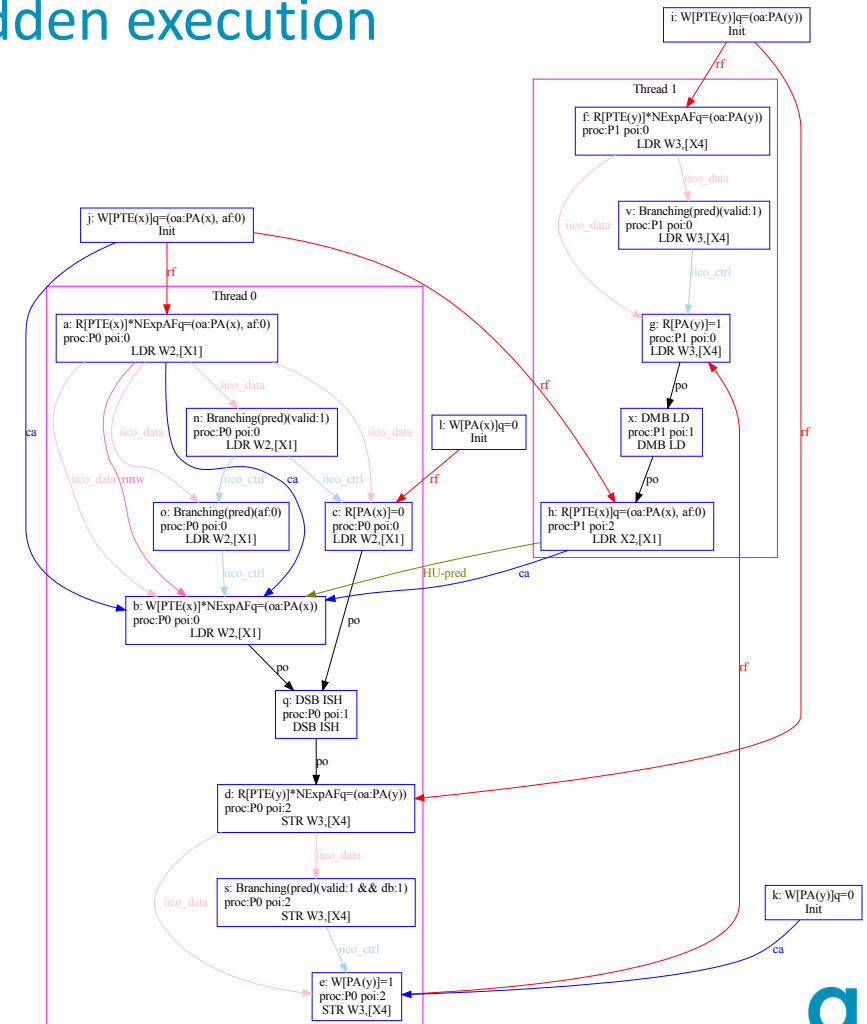 dden execution
i: W[PTE(y)]q=(oa:PA(y))
Init
rf
Thread 1
f: R[PTE(y)]*NExpAFq=(oa:PA(y))
proc:P1 poi:0
LDR W3,[X4]
iico_data
iico_data
v: Branching(pred)(valid:1)
proc:P1 poi:0
LDR W3,[X4]
iico_ctrl
j: W[PTE(x)]q=(oa:PA(x), af:0)
Init
rf
Thread 0
a: R[PTE(x)]*NExpAFq=(oa:PA(x), af:0)
proc:P0 poi:0
LDR W2,[X1]
g: R[PA(y)]=1
proc:P1 poi:0
LDR W3,[X4]
po
rf
iico_data
n: Branching(pred)(valid:1)
proc:P0 poi:0
LDR W2,[X1]
l: W[PA(x)]q=0
Init
x: DMB LD
proc:P1 poi:1
DMB LD
ca
iico_data
iico_data
rf
iico_data
rmw
iico_ctrl
ca
iico_ctrl
rf
po
o: Branching(pred)(af:0)
proc:P0 poi:0
LDR W2,[X1]
c: R[PA(x)]=0
proc:P0 poi:0
LDR W2,[X1]
h: R[PTE(x)]q=(oa:PA(x), af:0)
proc:P1 poi:2
LDR X2,[X1]
iico_ctrl
HU-pred
ca
b: W[PTE(x)]*NExpAFq=(oa:PA(x))
proc:P0 poi:0
LDR W2,[X1]
po
po
rf
q: DSB ISH
proc:P0 poi:1
DSB ISH
po
d: R[PTE(y)]*NExpAFq=(oa:PA(y))
proc:P0 poi:2
STR W3,[X4]
iico_data
iico_data
s: Branching(pred)(valid:1 && db:1)
proc:P0 poi:2
STR W3,[X4]
k: W[PA(y)]q=0
Init
iico_ctrl
ca
e: W[PA(y)]=1
proc:P0 poi:2
STR W3,[X4]